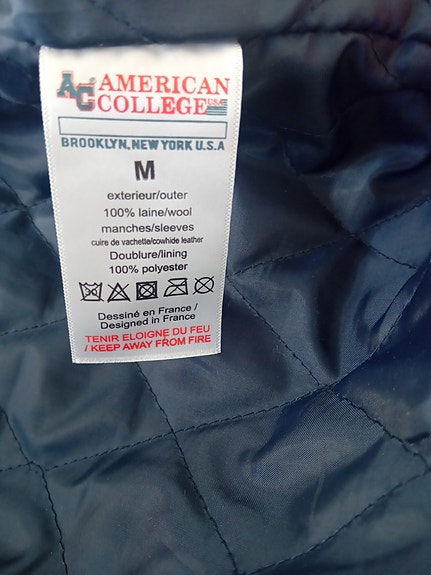 AC AMERICAN
COLLEGE USA
BROOKLYN, NEW YORK U.S.A
M
exterieur/outer
100% laine/wool
manches/sleeves
cuire de vachette/cowhide leather
Doublure/lining
100% polyester
Dessiné en France /
Designed in France
TENIR ELOIGNE DU FEU
/ KEEP AWAY FROM FIRE